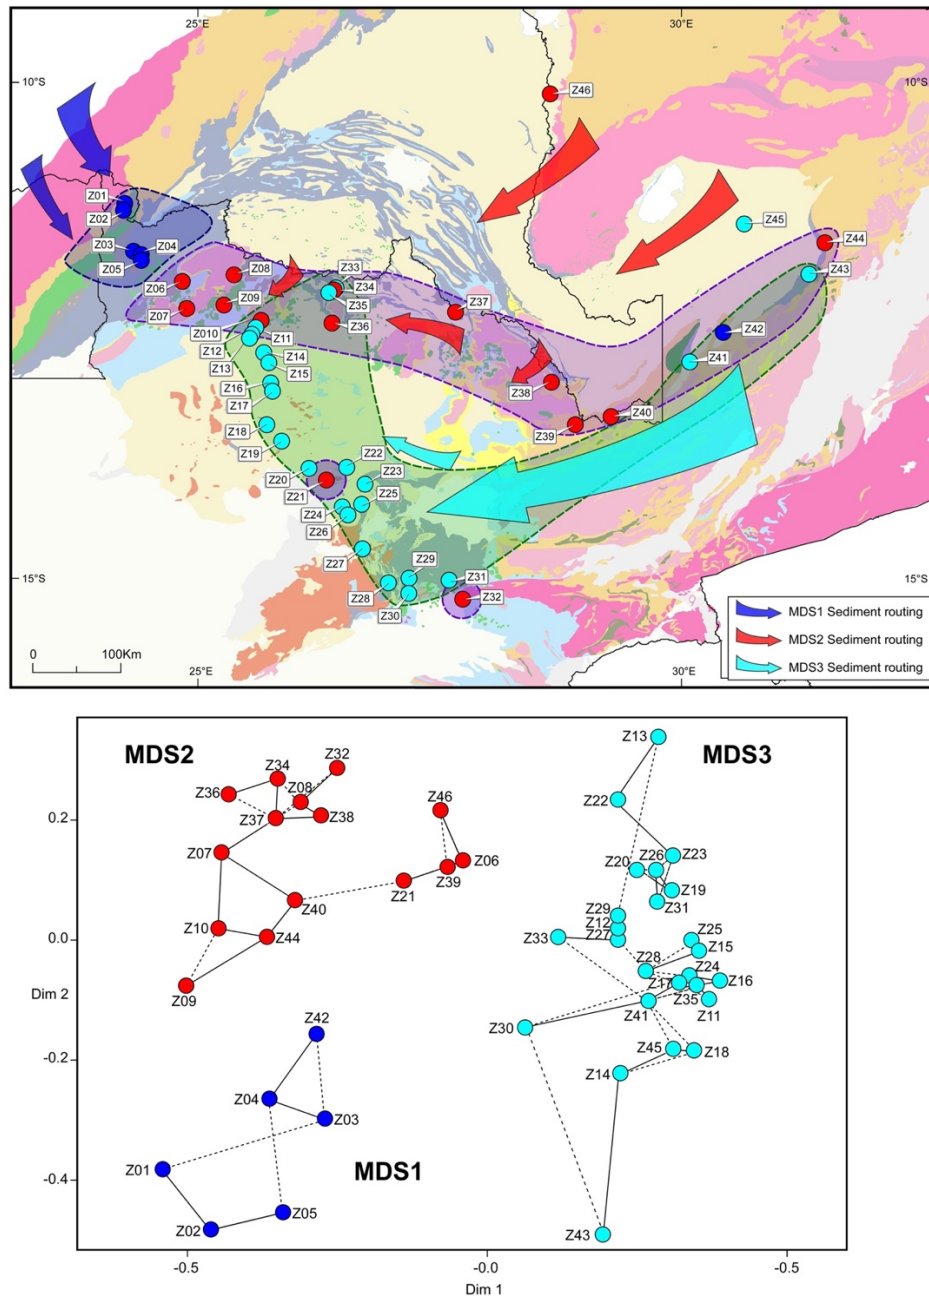 25°E
30°E
10°S
10°S
Z46
Z01
Z02
Z03
Z04
Z05
Z45
Z44
Z43
Z06
Z07
Z08
Z09
Z33
Z34
Z35
Z36
Z37
Z010
Z11
Z12
Z13
Z14
Z15
Z42
Z41
Z16
Z17
Z38
Z18
Z39
Z40
Z19
Z20
Z21
Z22
Z23
Z24
Z25
Z26
Z27
Z28
Z29
Z30
Z31
Z32
15°S
15°S
MDS1 Sediment routing
MDS2 Sediment routing
MDS3 Sediment routing
0 100Km
25°E
30°E
MDS2
MDS3
Z13
Z32
Z34
Z36
Z08
Z37
Z38
Z46
Z22
0.2
Z07
Z06
Z39
Z21
Z20
Z26
Z23
Z19
Z31
Z40
Z10
Z44
Z29
Z12
Z27
Z33
Z25
Z15
0.0
Z09
Z28
Z24
Z17
Z16
Z35
Z11
Z41
Dim 2
Z42
Z30
Z45
Z18
Z14
-0.2
Z04
Z03
Z01
MDS1
-0.4
Z02
Z05
Z43
-0.5
-0.0
-0.5
Dim 1